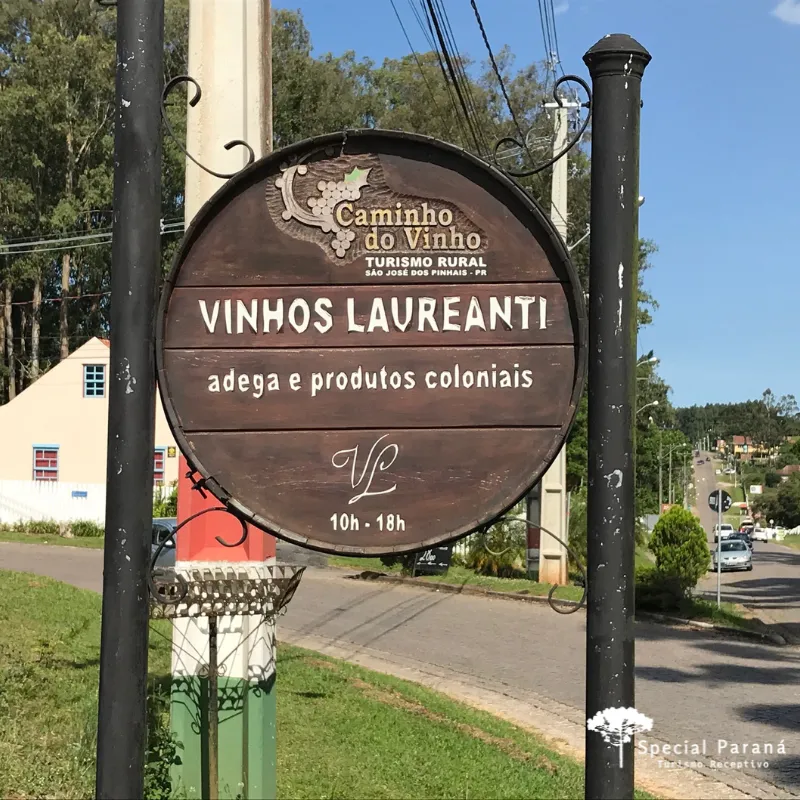 Caminho
do Vinho
TURISMO RURAL
SÃO JOSÉ DOS PINHAIS - PR
VINHOS LAUREANTI
adega e produtos coloniais
VL
10h - 18h
Special Paraná
Turismo Receptivo